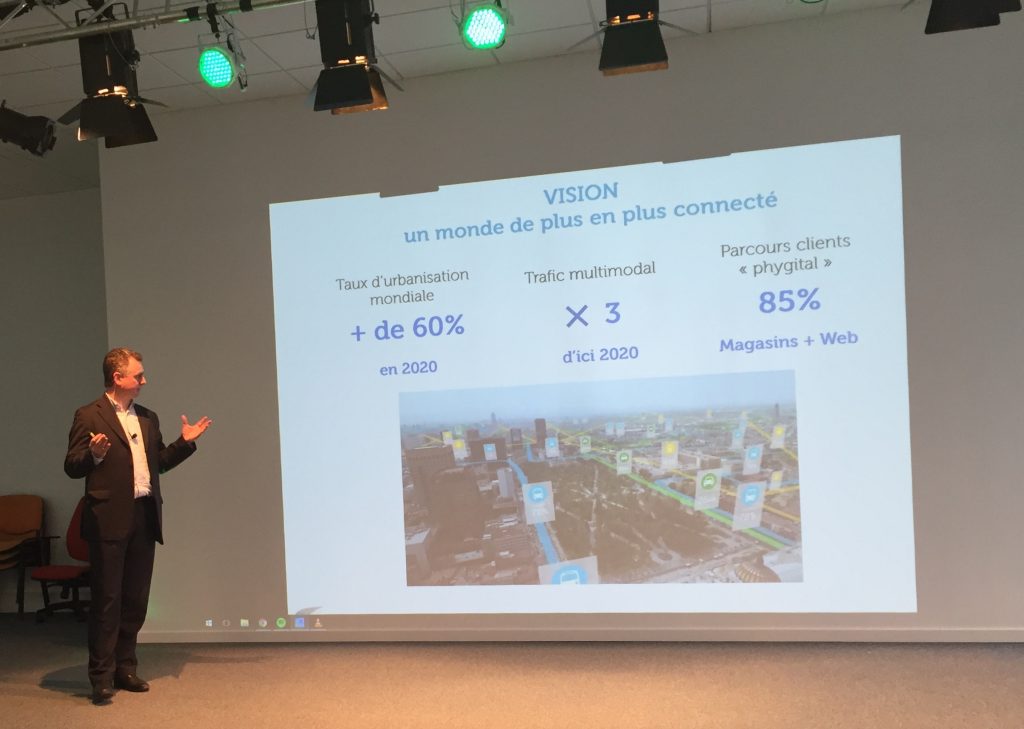 VISION
un monde de plus en plus connecté
Taux d'urbanisation
mondiale
+ de 60%
en 2020
Trafic multimodal
× 3
d'ici 2020
Parcours clients
« phygital »
85%
Magasins + Web